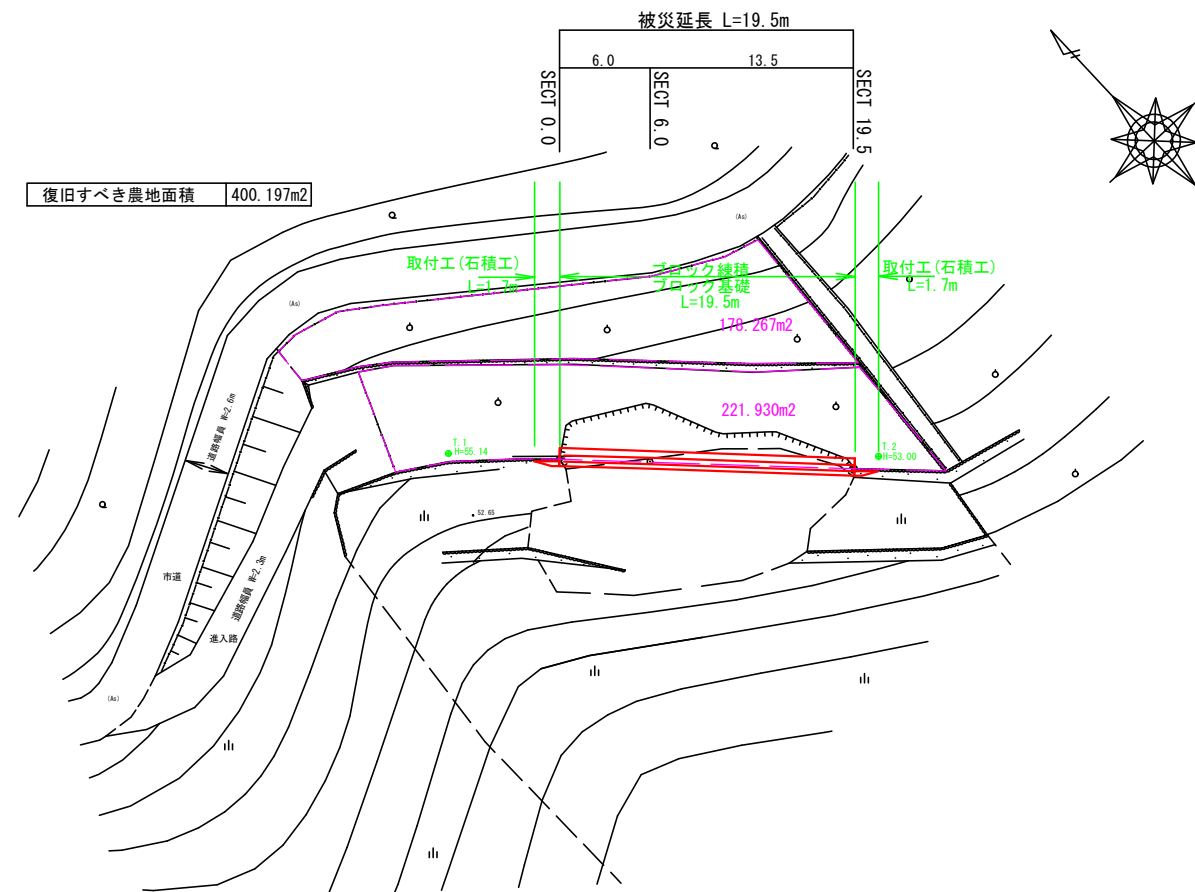 被災延長 L=19.5m
6.0
13.5
SECT 0.0
SECT 6.0
SECT 19.5
復旧すべき農地面積 400.197m2
(As)
取付工(石積工)
L=1.7m
ブロック練積
ブロック基礎
L=19.5m
取付工(石積工)
L=1.7m
(As)
178.267m2
221.930m2
道路幅員 W=2.6m
T.1
H=55.14
T.2
H=53.00
52.65
市道
道路幅員 W=2.3m
進入路
(As)